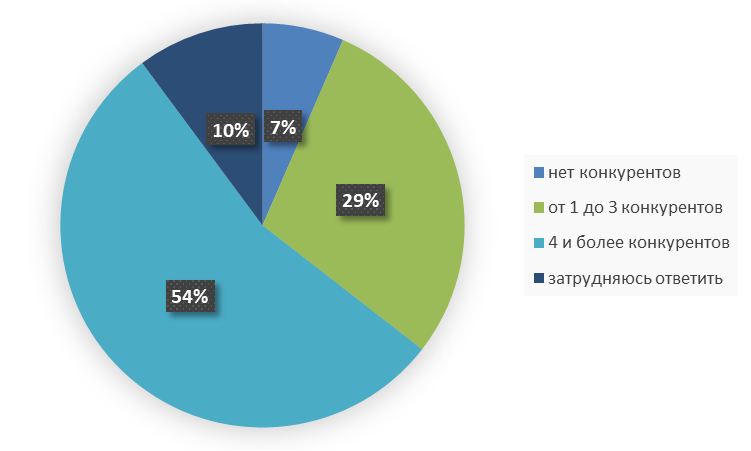 10%
7%
29%
54%
нет конкурентов
от 1 до 3 конкурентов
4 и более конкурентов
затрудняюсь ответить